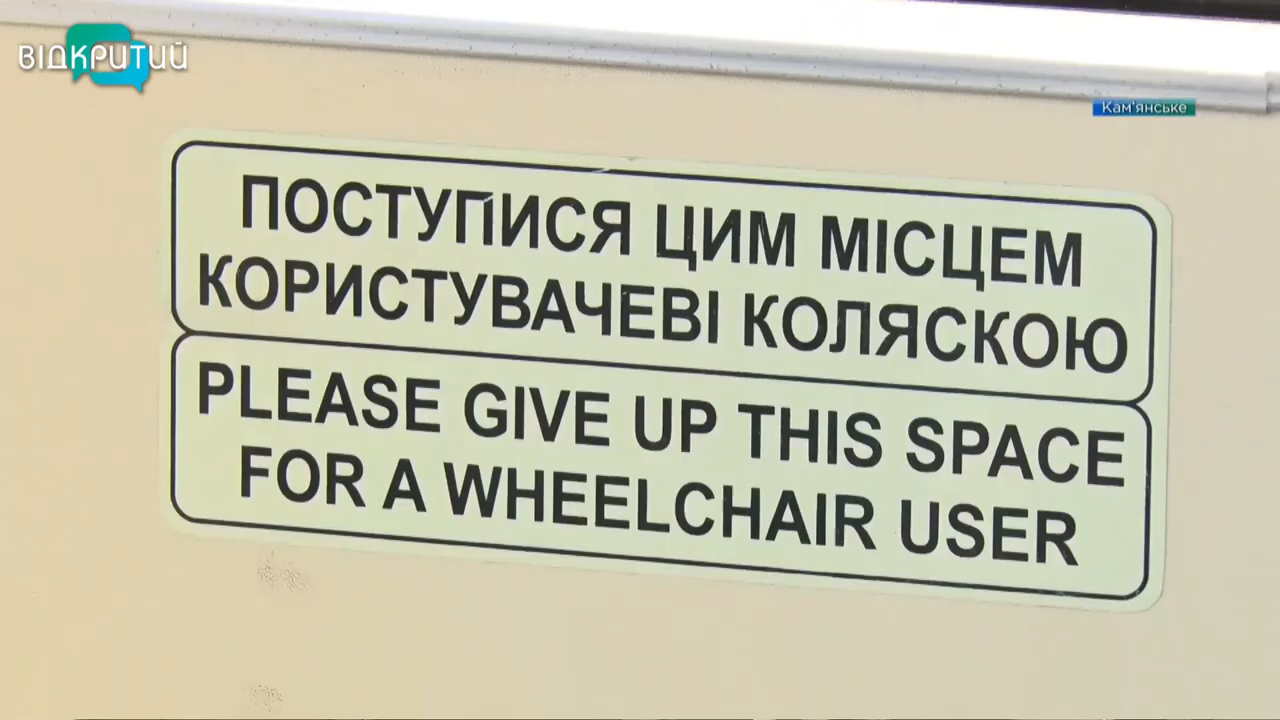 ВІДКРИТИЙ
Кам'янське
ПОСТУПИСЯ ЦИМ МІСЦЕМ
КОРИСТУВАЧЕВІ КОЛЯСКОЮ
PLEASE GIVE UP THIS SPACE
FOR A WHEELCHAIR USER